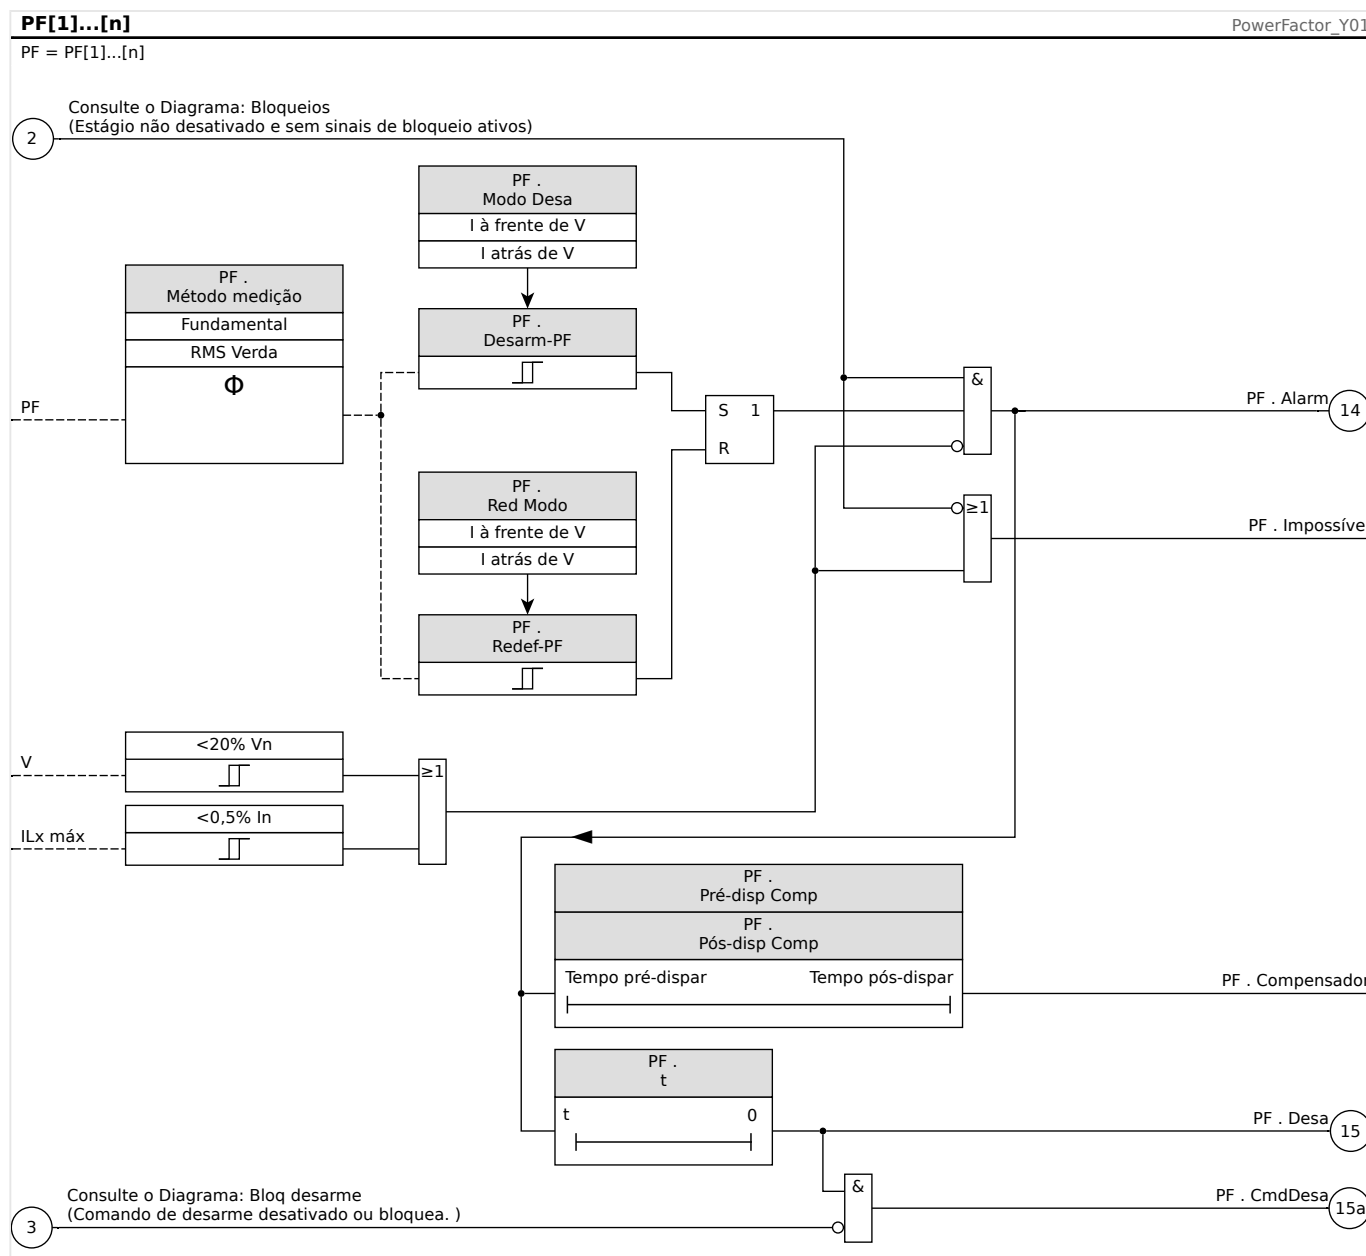 PF[1]...[n]
PowerFactor_Y01
PF = PF[1]...[n]
Consulte o Diagrama: Bloqueios
(Estágio não desativado e sem sinais de bloqueio ativos)
2
PF .
Modo Desa
I à frente de V
I atrás de V
PF .
Método medição
Fundamental
RMS Verda
Φ
PF
PF .
Desarm-PF
S 1
R
&
PF . Alarm
14
PF .
Red Modo
I à frente de V
I atrás de V
≥1
PF . Impossíve
PF .
Redef-PF
<20% Vn
V
≥1
<0,5% In
ILx máx
PF .
Pré-disp Comp
PF .
Pós-disp Comp
Tempo pré-dispar
Tempo pós-dispar
PF . Compensador
PF .
t
t 0
PF . Desa
15
Consulte o Diagrama: Bloq desarme
(Comando de desarme desativado ou bloquea. )
3
&
PF . CmdDesa
15a